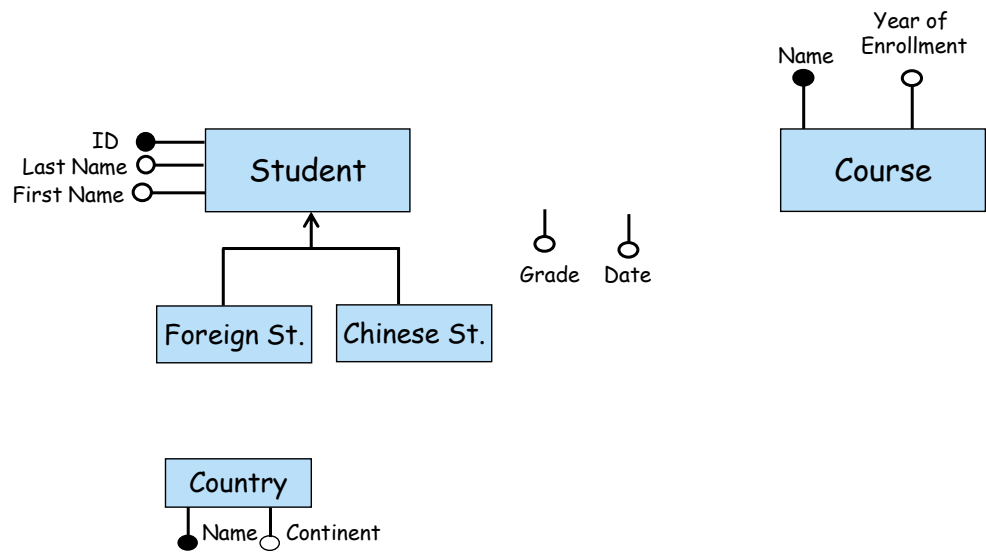 Year of
Enrollment
Name
ID
Last Name
First Name
Student
Course
Grade
Date
Foreign St.
Chinese St.
Country
Name
Continent